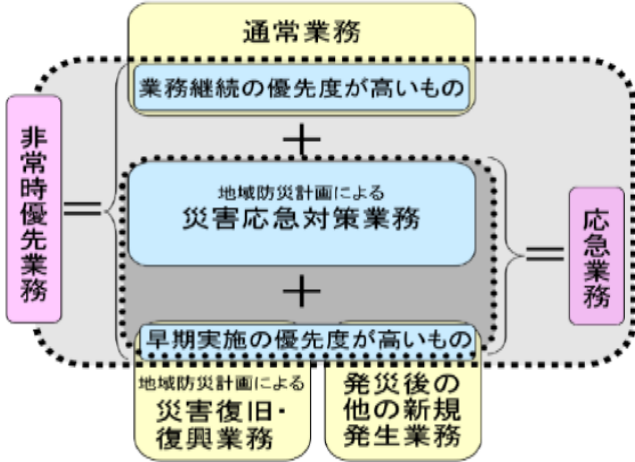 通常業務
業務継続の優先度が高いもの
+
非常時優先業務
=
地域防災計画による
災害応急対策業務
=
応急業務
+
早期実施の優先度が高いもの
地域防災計画による
災害復旧・
復興業務
発災後の
他の新規
発生業務